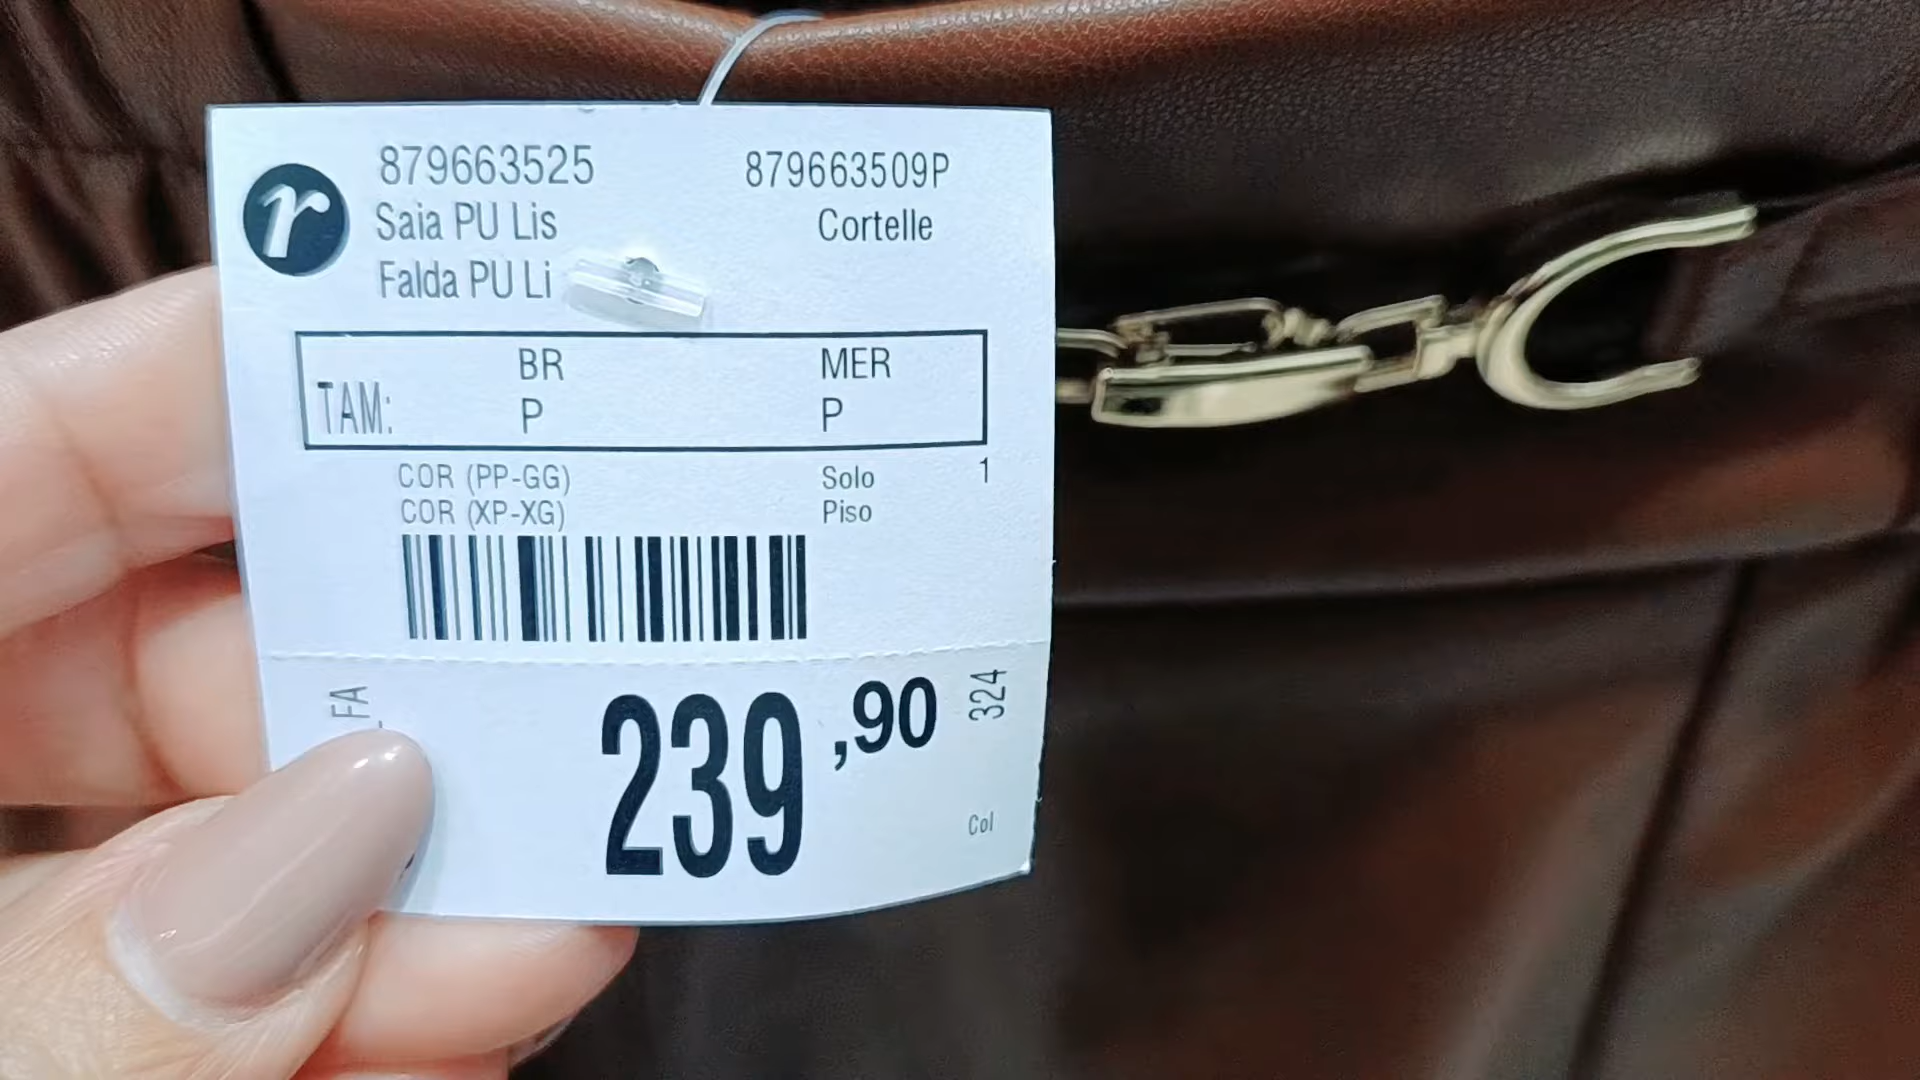 r
879663525 879663509P
Saia PU Lis Cortelle
Falda PU Li
BR MER
TAM: P P
COR (PP-GG) Solo 1
COR (XP-XG) Piso
FA 239,90 324
Col